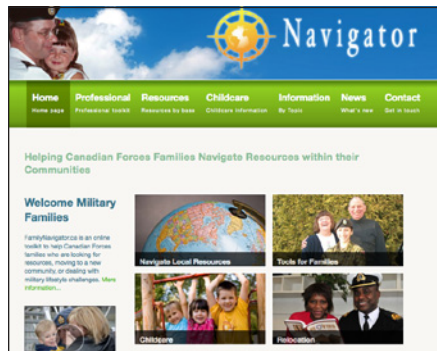 Navigator
Home Professional Resources Childcare Information News Contact
Home page Professional toolkit Resources by base Childcare information By Topic What's new Get in touch
Helping Canadian Forces Families Navigate Resources within their
Communities
Welcome Military
Families
FamilyNavigator.ca is an online
toolkit to help Canadian Forces
families who are looking for
resources, moving to a new
community, or dealing with
military lifestyle challenges. More
information...
Navigate Local Resources
Tools for Families
Childcare
Relocation